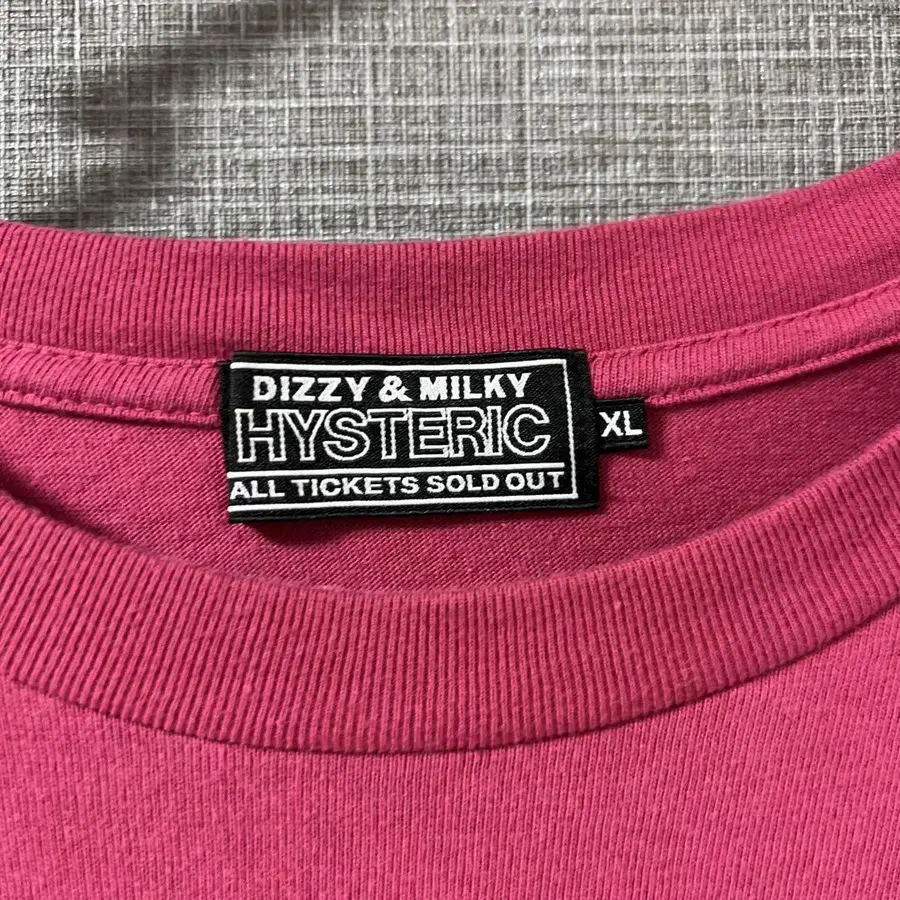 DIZZY & MILKY
HYSTERIC
XL
ALL TICKETS SOLD OUT